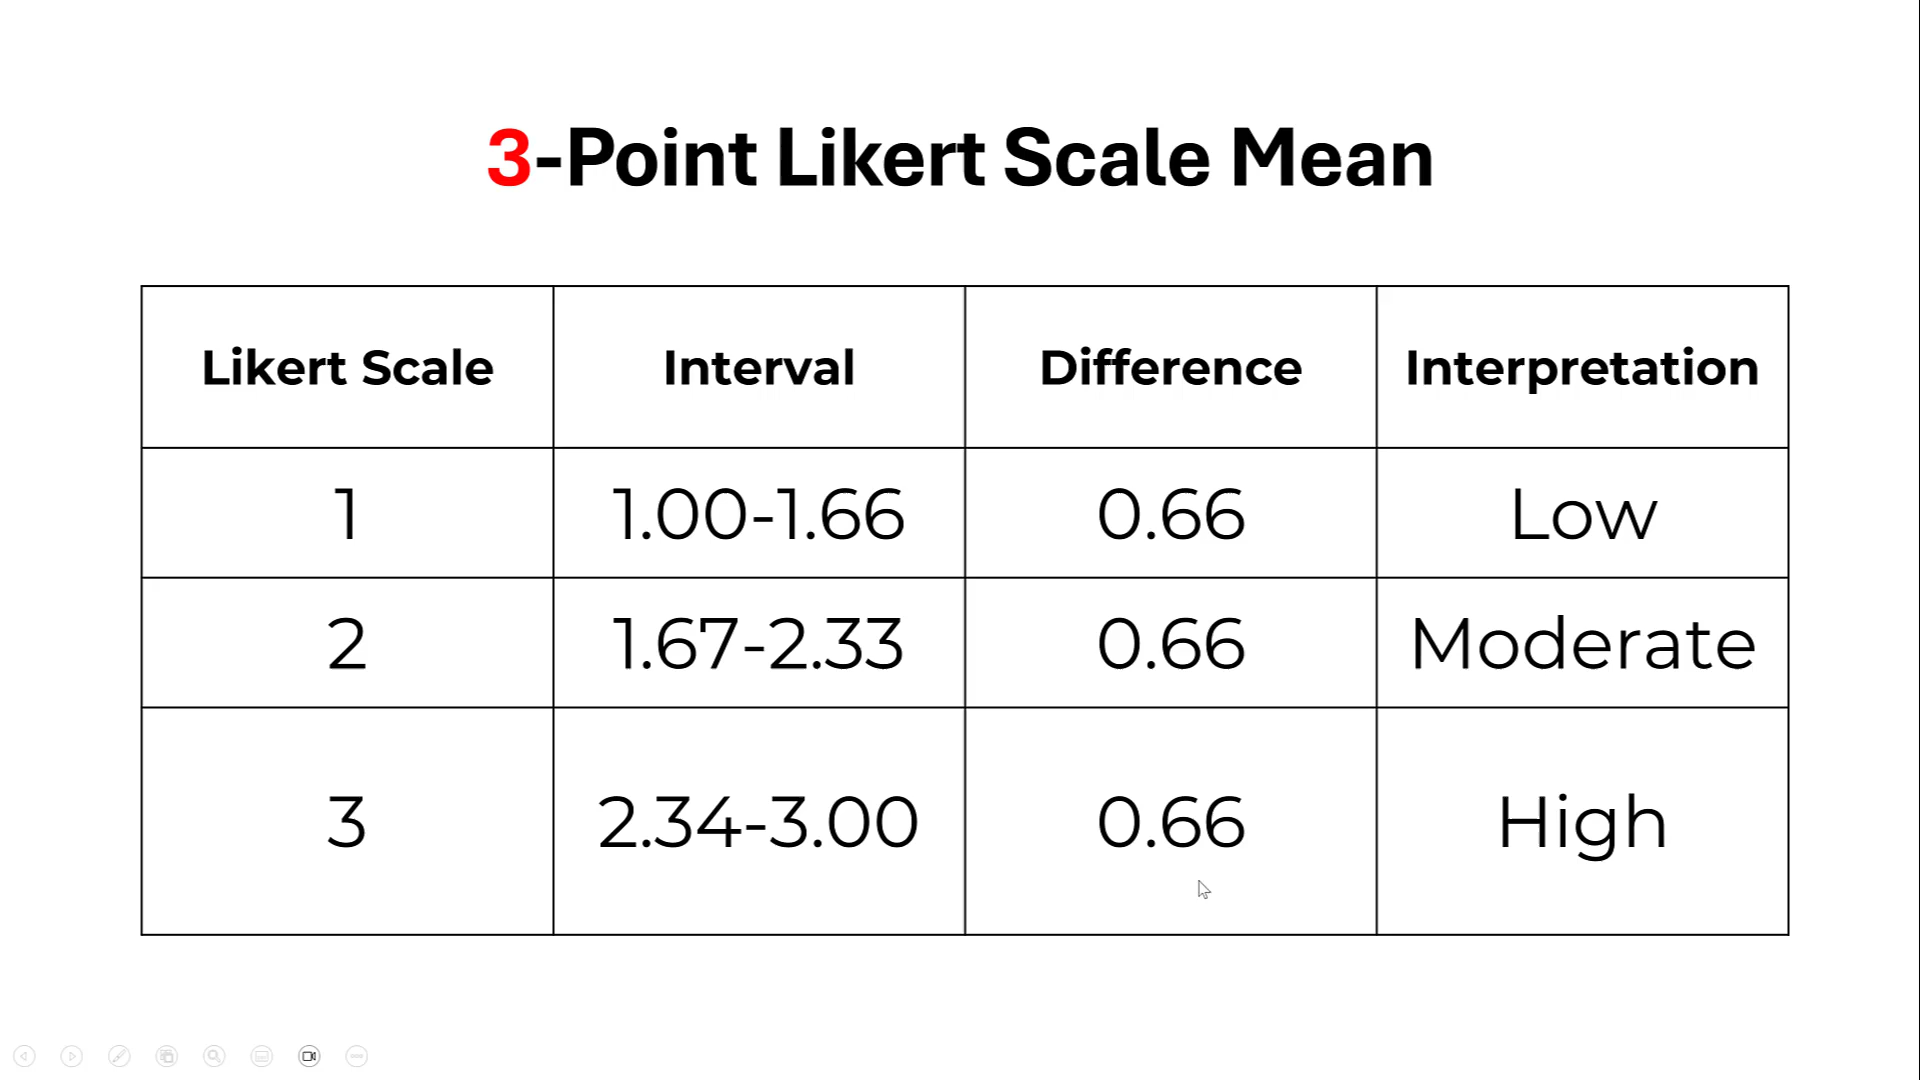 3-Point Likert Scale Mean
Likert Scale Interval Difference Interpretation
1 1.00-1.66 0.66 Low
2 1.67-2.33 0.66 Moderate
3 2.34-3.00 0.66 High